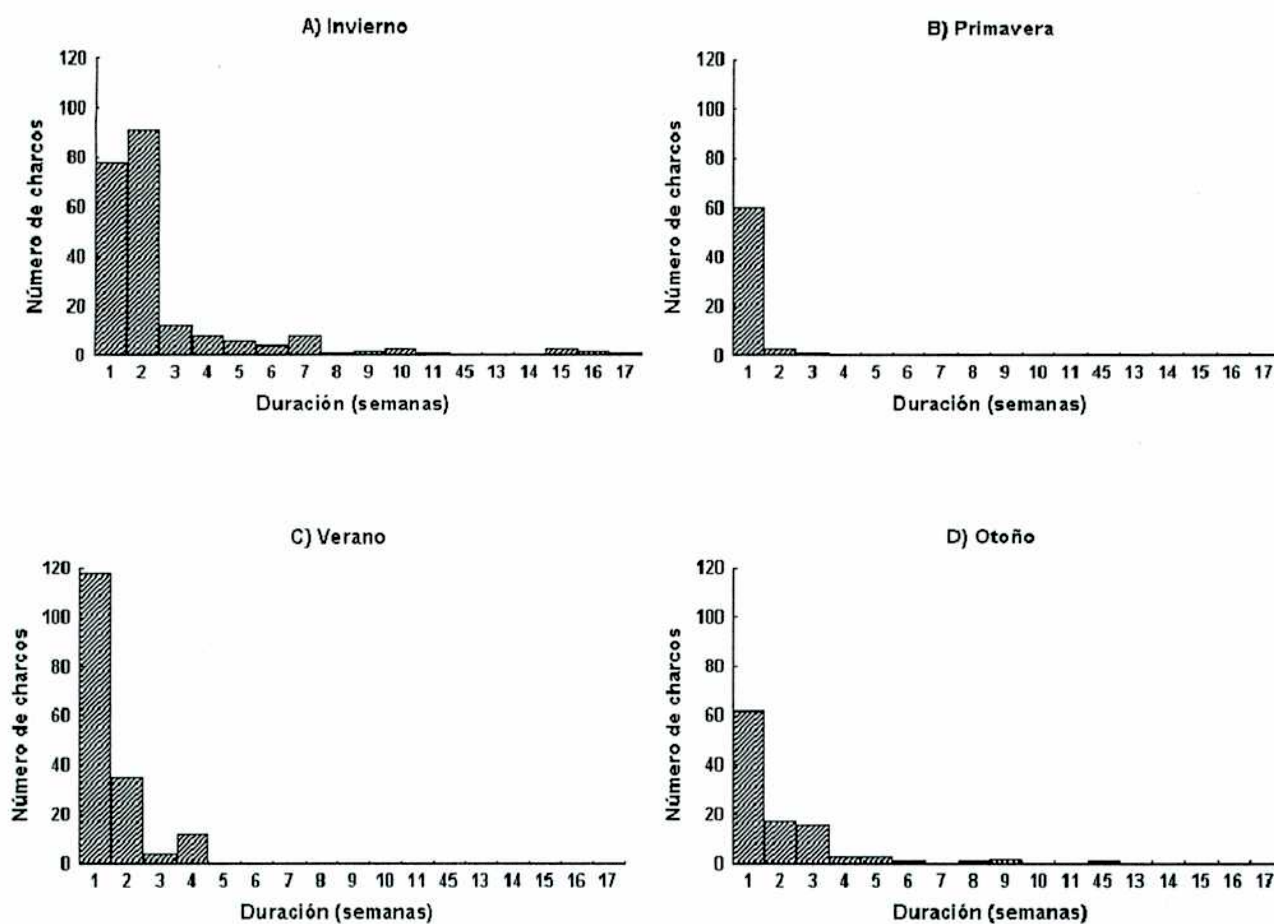 A) Invierno
Número de charcos
120
100
80
60
40
20
0
1 2 3 4 5 6 7 8 9 10 11 45 13 14 15 16 17
Duración (semanas)
B) Primavera
Número de charcos
120
100
80
60
40
20
0
1 2 3 4 5 6 7 8 9 10 11 45 13 14 15 16 17
Duración (semanas)
C) Verano
Número de charcos
120
100
80
60
40
20
0
1 2 3 4 5 6 7 8 9 10 11 45 13 14 15 16 17
Duración (semanas)
D) Otoño
Número de charcos
120
100
80
60
40
20
0
1 2 3 4 5 6 7 8 9 10 11 45 13 14 15 16 17
Duración (semanas)